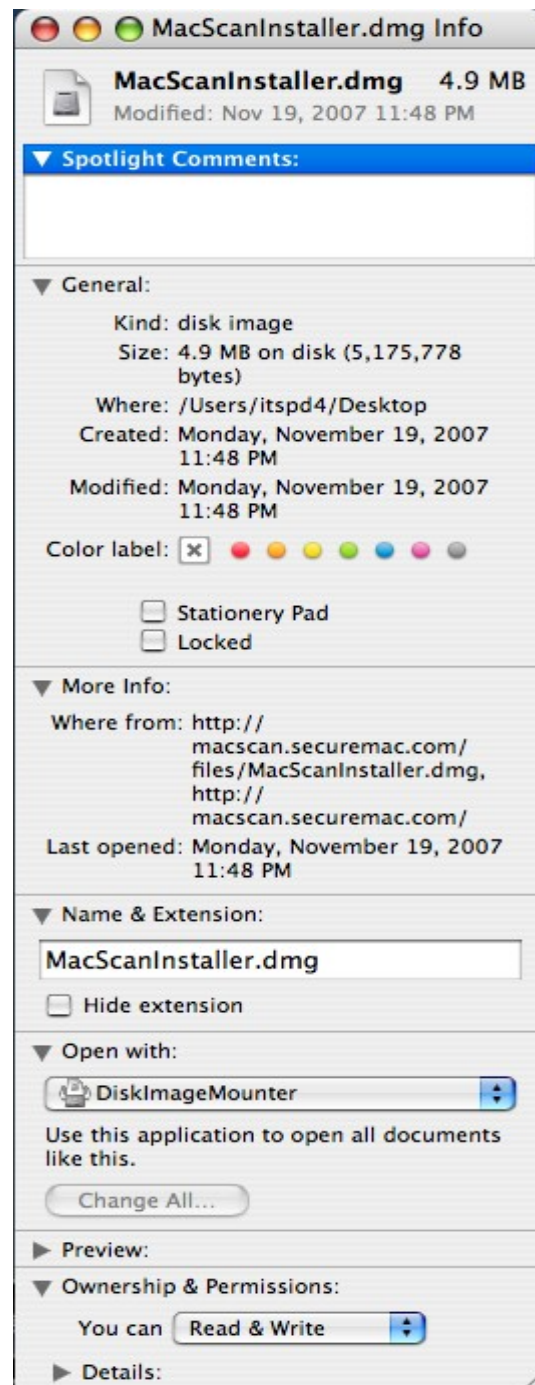 MacScanInstaller.dmg Info
MacScanInstaller.dmg 4.9 MB
Modified: Nov 19, 2007 11:48 PM
Spotlight Comments:
General:
Kind: disk image
Size: 4.9 MB on disk (5,175,778
bytes)
Where: /Users/itspd4/Desktop
Created: Monday, November 19, 2007
11:48 PM
Modified: Monday, November 19, 2007
11:48 PM
Color label:
Stationery Pad
Locked
More Info:
Where from: http://
macscan.securemac.com/
files/MacScanInstaller.dmg,
http://
macscan.securemac.com/
Last opened: Monday, November 19, 2007
11:48 PM
Name & Extension:
MacScanInstaller.dmg
Hide extension
Open with:
DiskImageMounter
Use this application to open all documents
like this.
Change All...
Preview:
Ownership & Permissions:
You can Read & Write
Details: